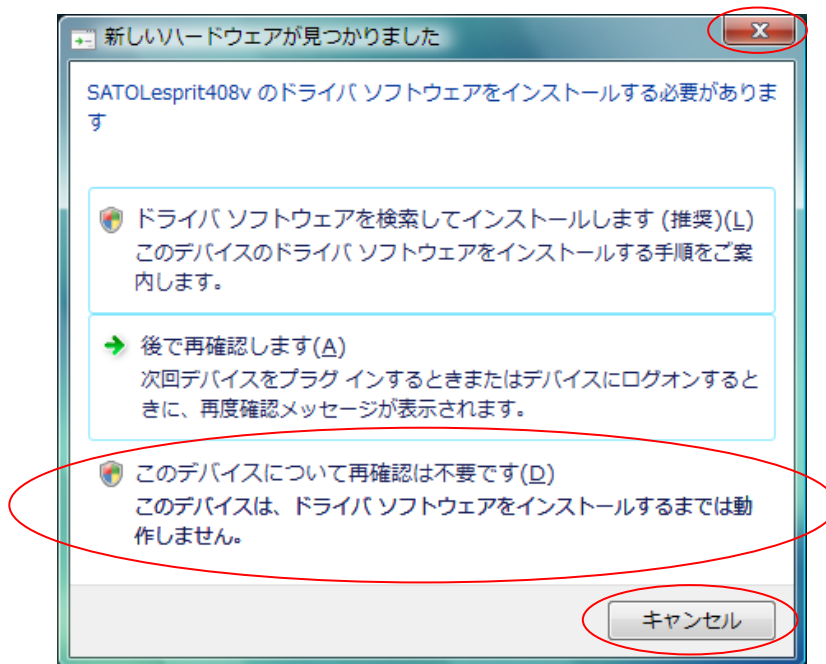 新しいハードウェアが見つかりました
SATOLesprit408v のドライバ ソフトウェアをインストールする必要がありま
す
ドライバ ソフトウェアを検索してインストールします (推奨)(L)
このデバイスのドライバ ソフトウェアをインストールする手順をご案
内します。
後で再確認します(A)
次回デバイスをプラグ インするときまたはデバイスにログオンすると
きに、再度確認メッセージが表示されます。
このデバイスについて再確認は不要です(D)
このデバイスは、ドライバ ソフトウェアをインストールするまでは動
作しません。
キャンセル